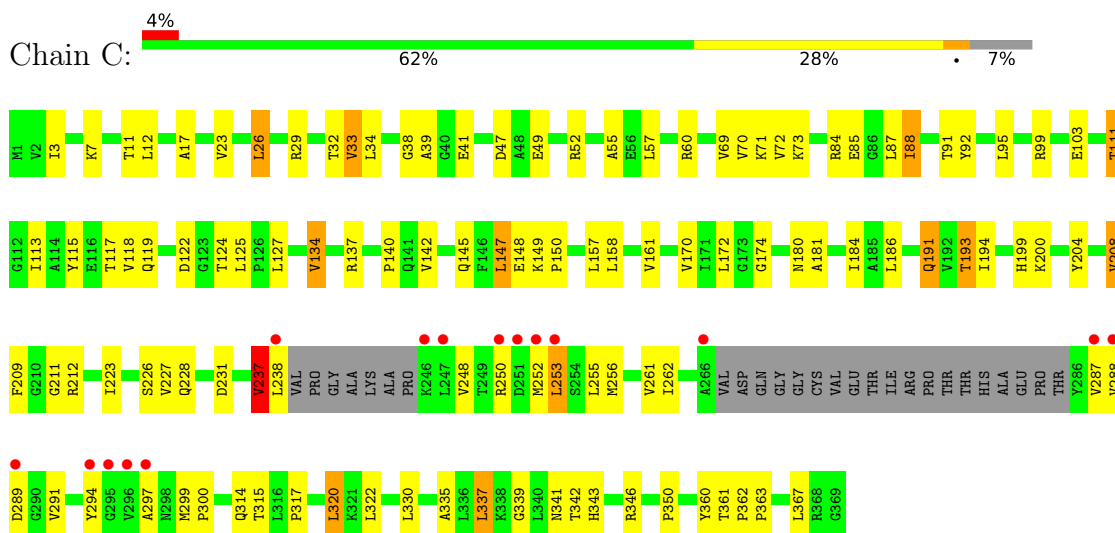 4%
Chain C:
62% 28% • 7%
M1 V2 I3 K7 T11 L12 A17 V23 L26 R29 T32 V33 L34 G38 A39 G40 E41 D47 A48 E49 R52 A55 E56 L57 R60 V69 V70 K71 V72 K73 R84 E85 G86 L87 I88 T91 Y92 L95 R99 E103 T111
G112 I113 A114 Y115 E116 T117 V118 Q119 D122 G123 T124 L125 P126 L127 V134 R137 P140 Q141 V142 Q145 F146 L147 E148 K149 P150 L157 L158 V161 V170 I171 L172 G173 G174 N180 A181 I184 A185 L186 Q191 V192 T193 I194 H199 K200 Y204
F209 G210 G211 R212 I223 S226 V227 Q228 D231 V237 L238 VAL PRO GLY ALA LYS ALA PRO K246 L247 V248 T249 R250 D251 M252 L253 S254 L255 M256 V261 I262 A266 VAL ASP GLN GLY GLY CYS VAL GLU THR ILE ARG PRO THR THR HIS ALA GLU PRO THR Y286 V287
D289 G290 V291 Y294 G295 V296 A297 N298 M299 P300 Q314 T315 L316 P317 L320 K321 L322 L330 A335 L336 L337 K338 G339 L340 N341 T342 H343 R346 P350 Y360 T361 P362 P363 L367 R368 G369